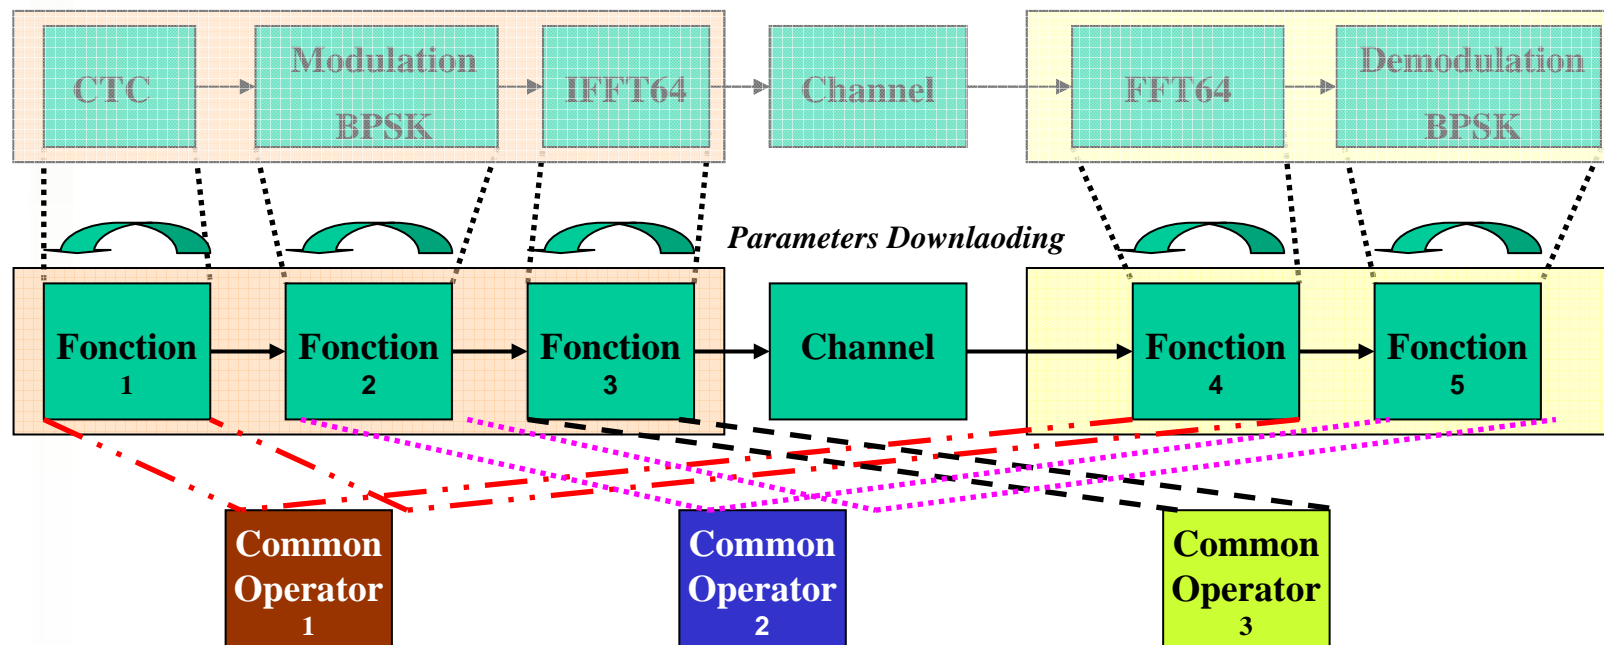 CTC
Modulation
BPSK
IFFT64
Channel
FFT64
Demodulation
BPSK
Parameters Downlaoding
Fonction
1
Fonction
2
Fonction
3
Channel
Fonction
4
Fonction
5
Common
Operator
1
Common
Operator
2
Common
Operator
3